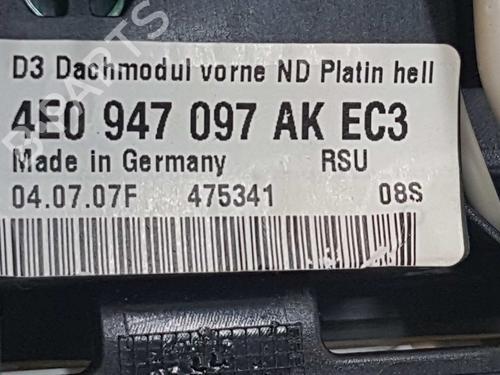 D3 Dachmodul vorne ND Platin hell
4E0 947 097 AK EC3
Made in Germany RSU
04.07.07F 475341 08S
B-PARTS